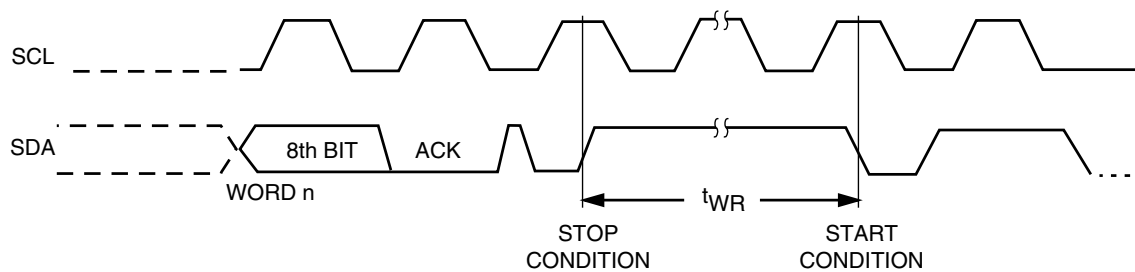 SCL
SDA
8th BIT
ACK
WORD n
tWR
STOP
CONDITION
START
CONDITION